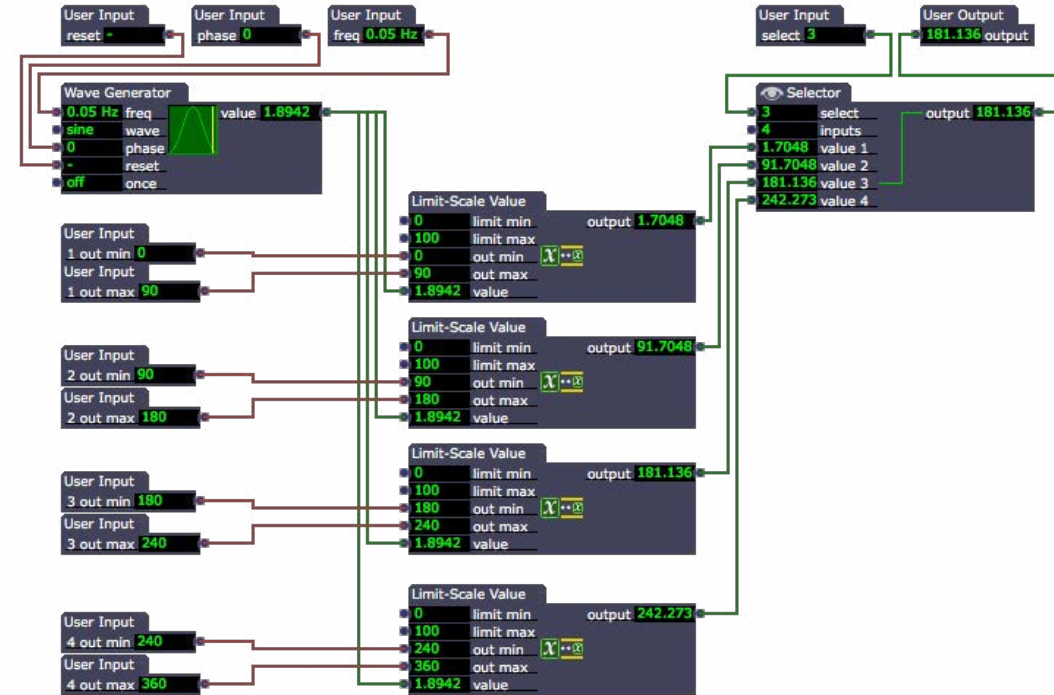 User Input
reset -
User Input
phase 0
User Input
freq 0.05 Hz
User Input
select 3
User Output
181.136 output
Wave Generator
0.05 Hz freq value 1.8942
sine wave
0 phase
- reset
off once
Selector
3 select output 181.136
4 inputs
1.7048 value 1
91.7048 value 2
181.136 value 3
242.273 value 4
User Input
1 out min 0
User Input
1 out max 90
Limit-Scale Value
0 limit min output 1.7048
100 limit max
0 out min
90 out max
1.8942 value
User Input
2 out min 90
User Input
2 out max 180
Limit-Scale Value
0 limit min output 91.7048
100 limit max
90 out min
180 out max
1.8942 value
User Input
3 out min 180
User Input
3 out max 240
Limit-Scale Value
0 limit min output 181.136
100 limit max
180 out min
240 out max
1.8942 value
User Input
4 out min 240
User Input
4 out max 360
Limit-Scale Value
0 limit min output 242.273
100 limit max
240 out min
360 out max
1.8942 value